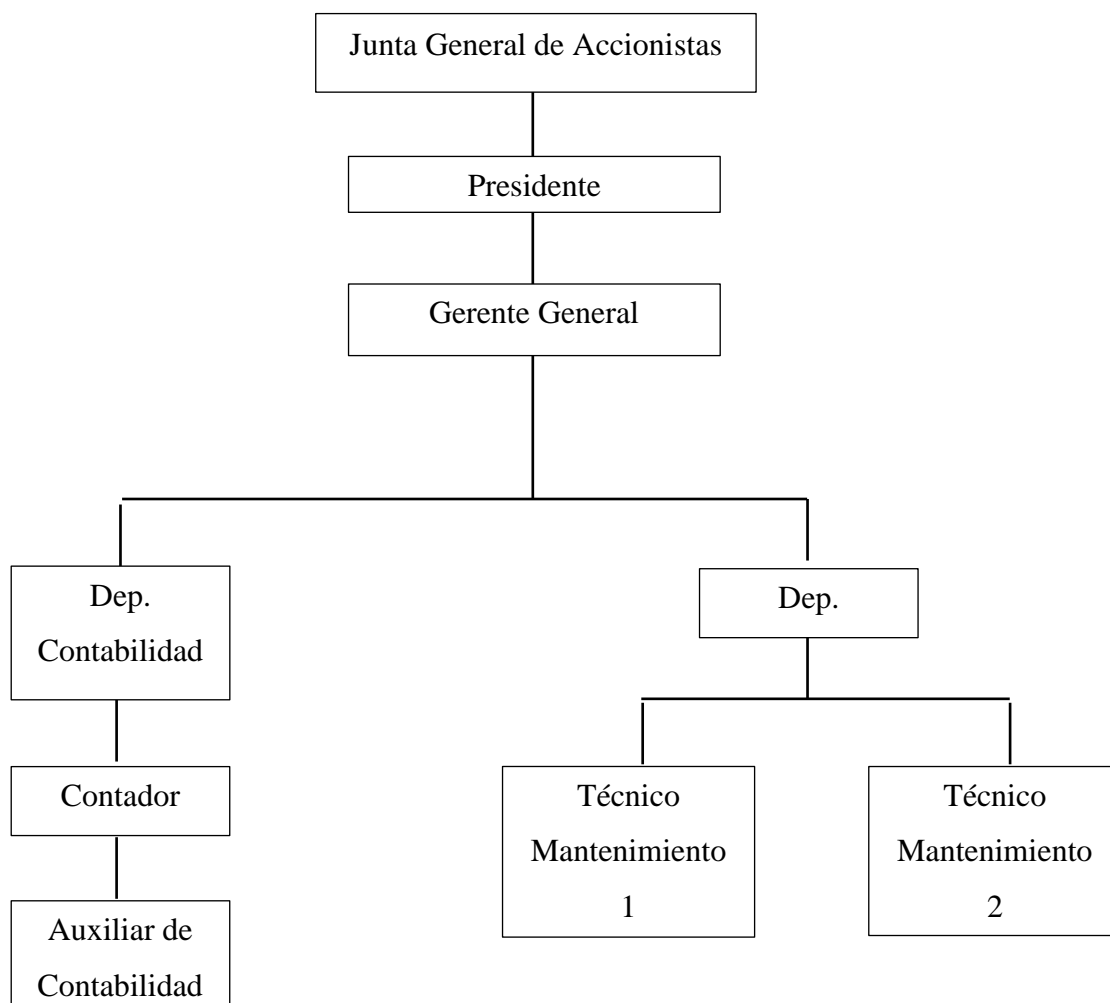 Junta General de Accionistas
Presidente
Gerente General
Dep.
Contabilidad
Dep.
Contador
Técnico
Mantenimiento
1
Técnico
Mantenimiento
2
Auxiliar de
Contabilidad